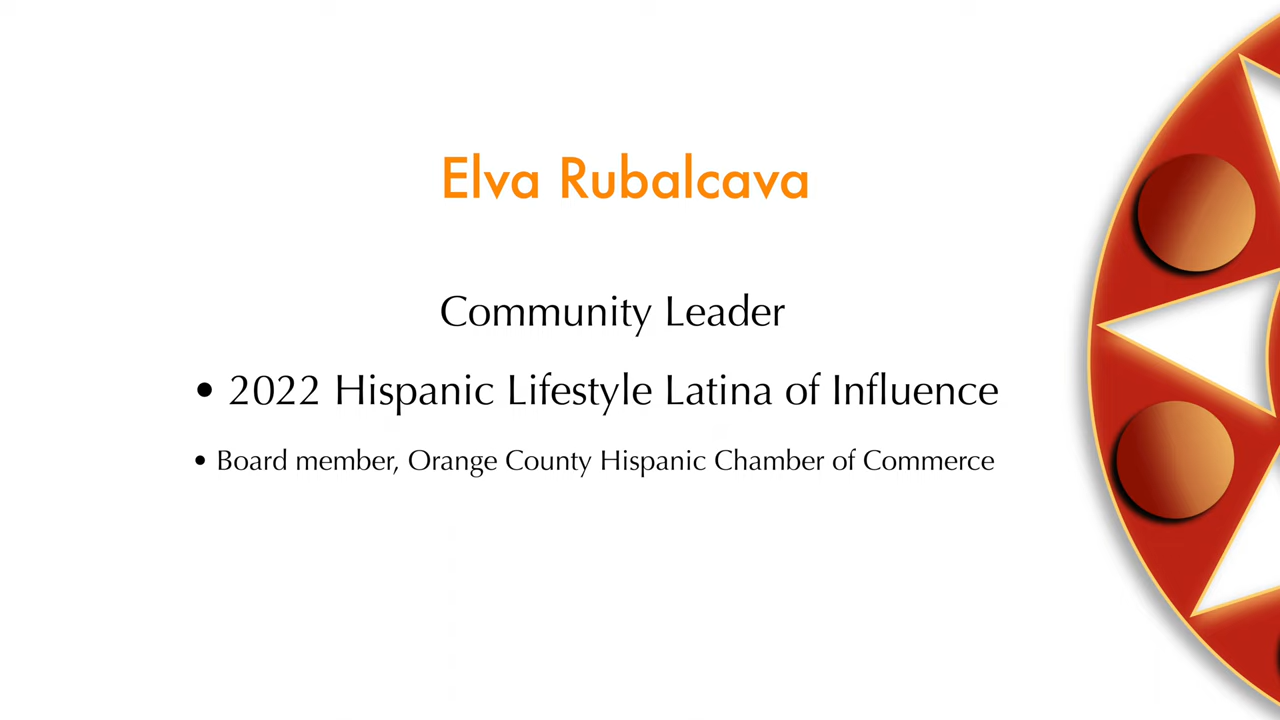 Elva Rubalcava
Community Leader
• 2022 Hispanic Lifestyle Latina of Influence
• Board member, Orange County Hispanic Chamber of Commerce